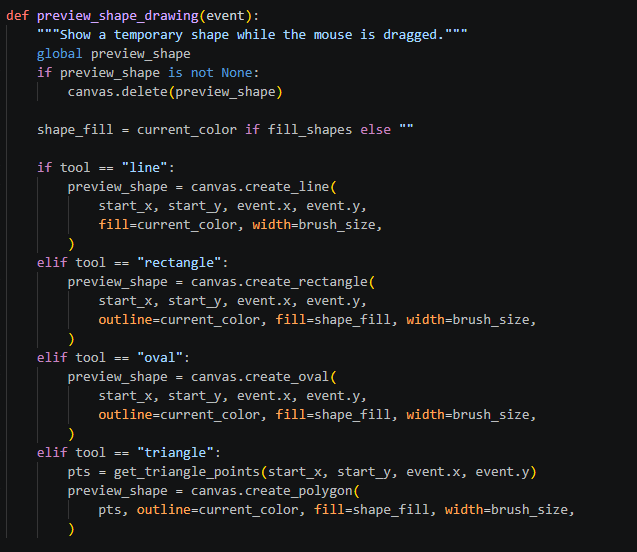 def preview_shape_drawing(event):
    """Show a temporary shape while the mouse is dragged."""
    global preview_shape
    if preview_shape is not None:
        canvas.delete(preview_shape)

    shape_fill = current_color if fill_shapes else ""

    if tool == "line":
        preview_shape = canvas.create_line(
            start_x, start_y, event.x, event.y,
            fill=current_color, width=brush_size,
        )
    elif tool == "rectangle":
        preview_shape = canvas.create_rectangle(
            start_x, start_y, event.x, event.y,
            outline=current_color, fill=shape_fill, width=brush_size,
        )
    elif tool == "oval":
        preview_shape = canvas.create_oval(
            start_x, start_y, event.x, event.y,
            outline=current_color, fill=shape_fill, width=brush_size,
        )
    elif tool == "triangle":
        pts = get_triangle_points(start_x, start_y, event.x, event.y)
        preview_shape = canvas.create_polygon(
            pts, outline=current_color, fill=shape_fill, width=brush_size,
        )